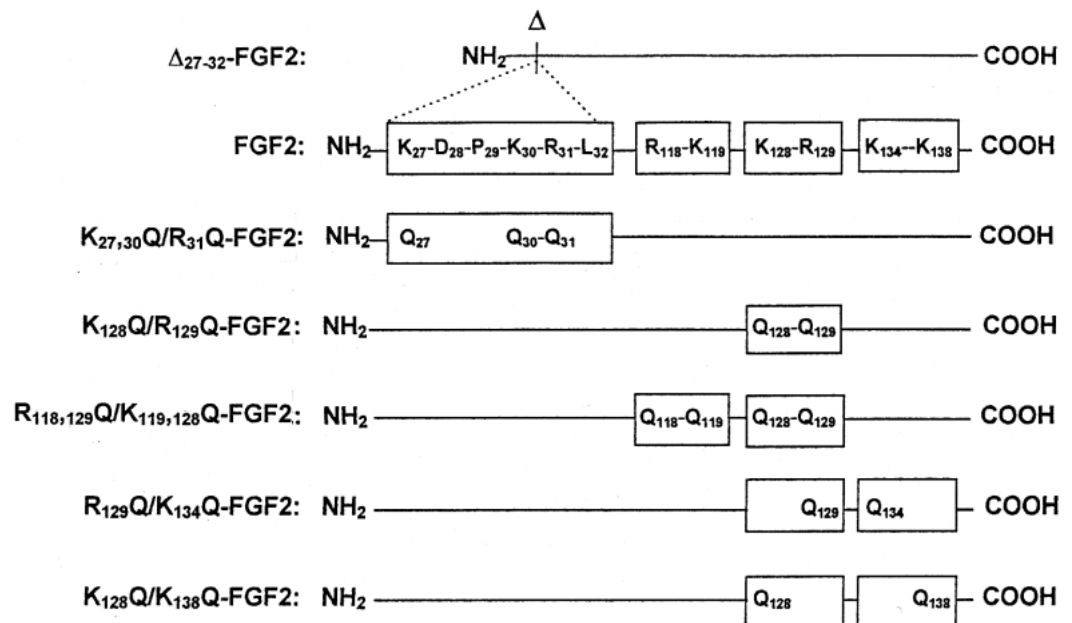 Δ
Δ27-32-FGF2: NH2 COOH
FGF2: NH2 K27-D28-P29-K30-R31-L32 R118-K119 K128-R129 K134--K138 COOH
K27,30Q/R31Q-FGF2: NH2 Q27 Q30-Q31 COOH
K128Q/R129Q-FGF2: NH2 Q128-Q129 COOH
R118,129Q/K119,128Q-FGF2: NH2 Q118-Q119 Q128-Q129 COOH
R129Q/K134Q-FGF2: NH2 Q129 Q134 COOH
K128Q/K138Q-FGF2: NH2 Q128 Q138 COOH